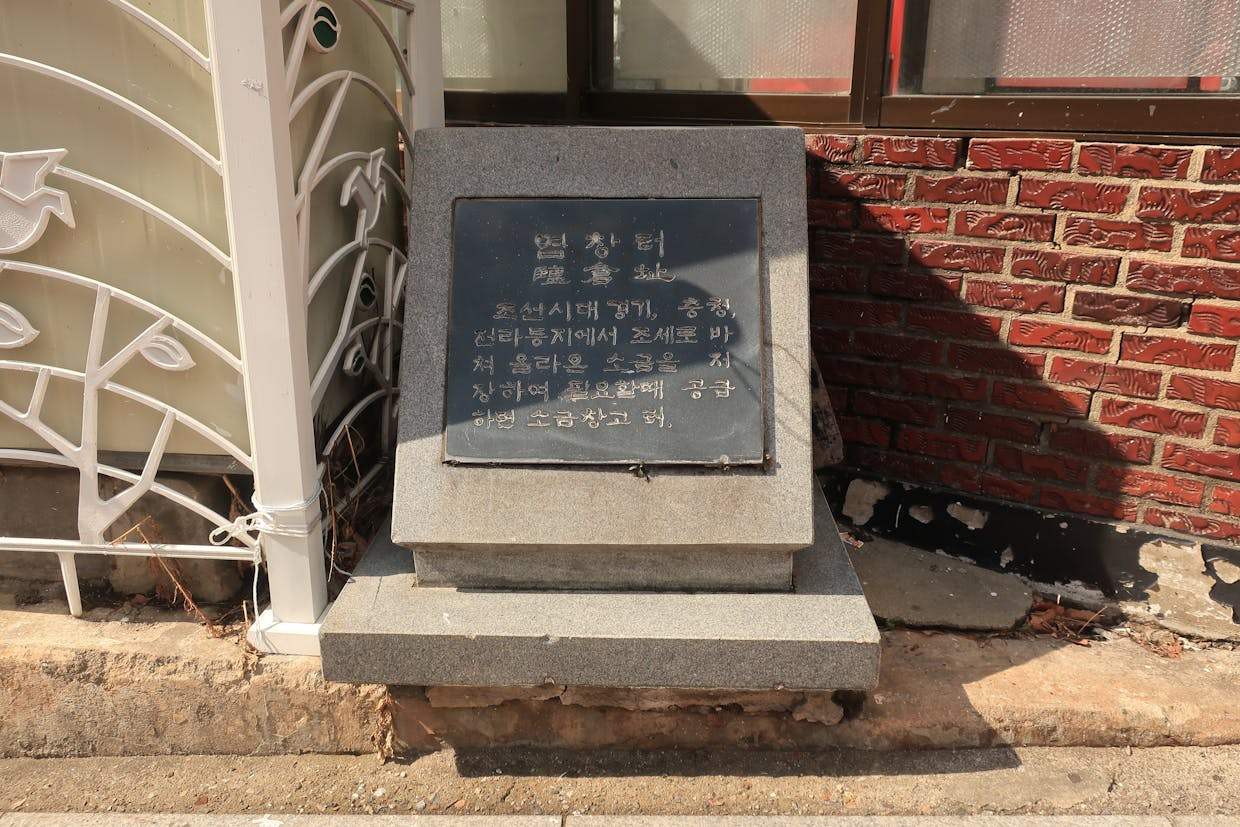 염창터
鹽倉址
조선시대 경기, 충청,
전라등지에서 조세로 바
쳐 올라온 소금을 저
장하여 필요할때 공급
하던 소금창고 터.